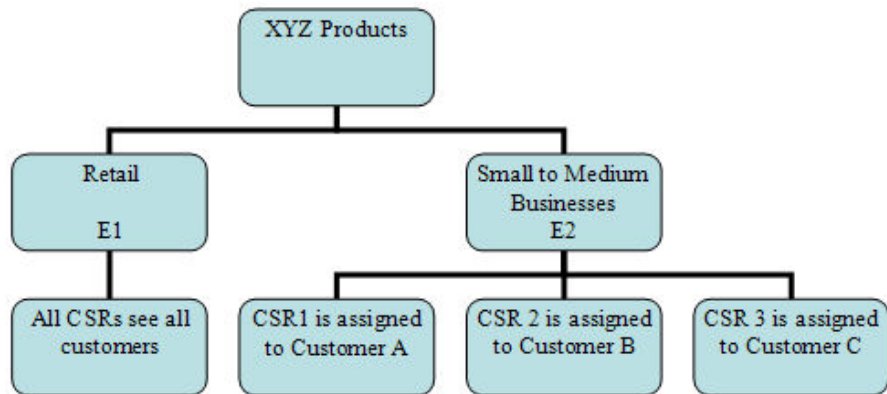 XYZ Products
Retail
E1
Small to Medium
Businesses
E2
All CSRs see all
customers
CSR1 is assigned
to Customer A
CSR 2 is assigned
to Customer B
CSR 3 is assigned
to Customer C